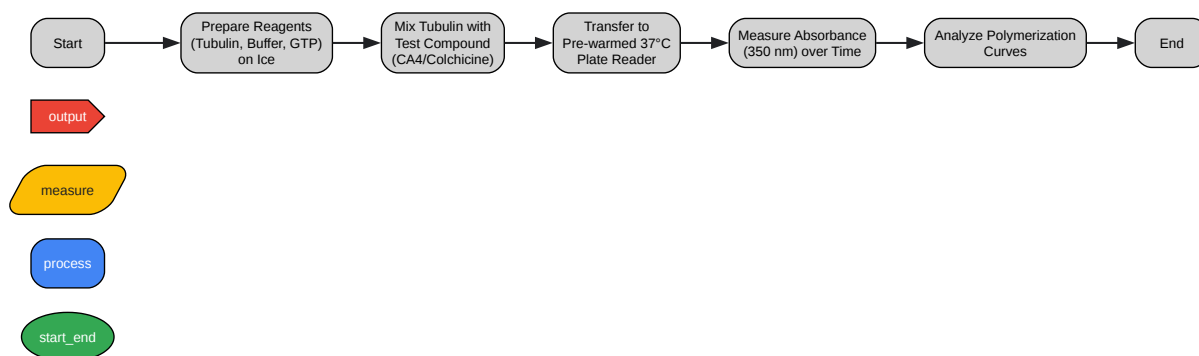 Start
Prepare Reagents
(Tubulin, Buffer, GTP)
on Ice
Mix Tubulin with
Test Compound
(CA4/Colchicine)
Transfer to
Pre-warmed 37°C
Plate Reader
Measure Absorbance
(350 nm) over Time
Analyze Polymerization
Curves
End
output
measure
process
start_end